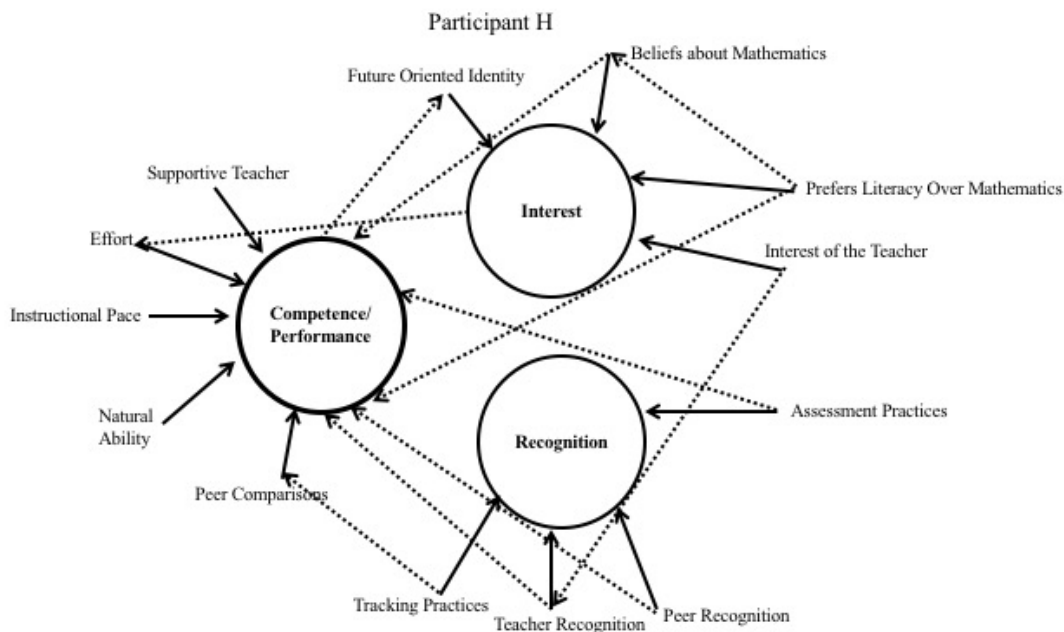 Participant H
Beliefs about Mathematics
Future Oriented Identity
Supportive Teacher
Prefers Literacy Over Mathematics
Interest
Effort
Interest of the Teacher
Instructional Pace
Competence/
Performance
Natural
Ability
Assessment Practices
Recognition
Peer Comparisons
Tracking Practices
Teacher Recognition
Peer Recognition